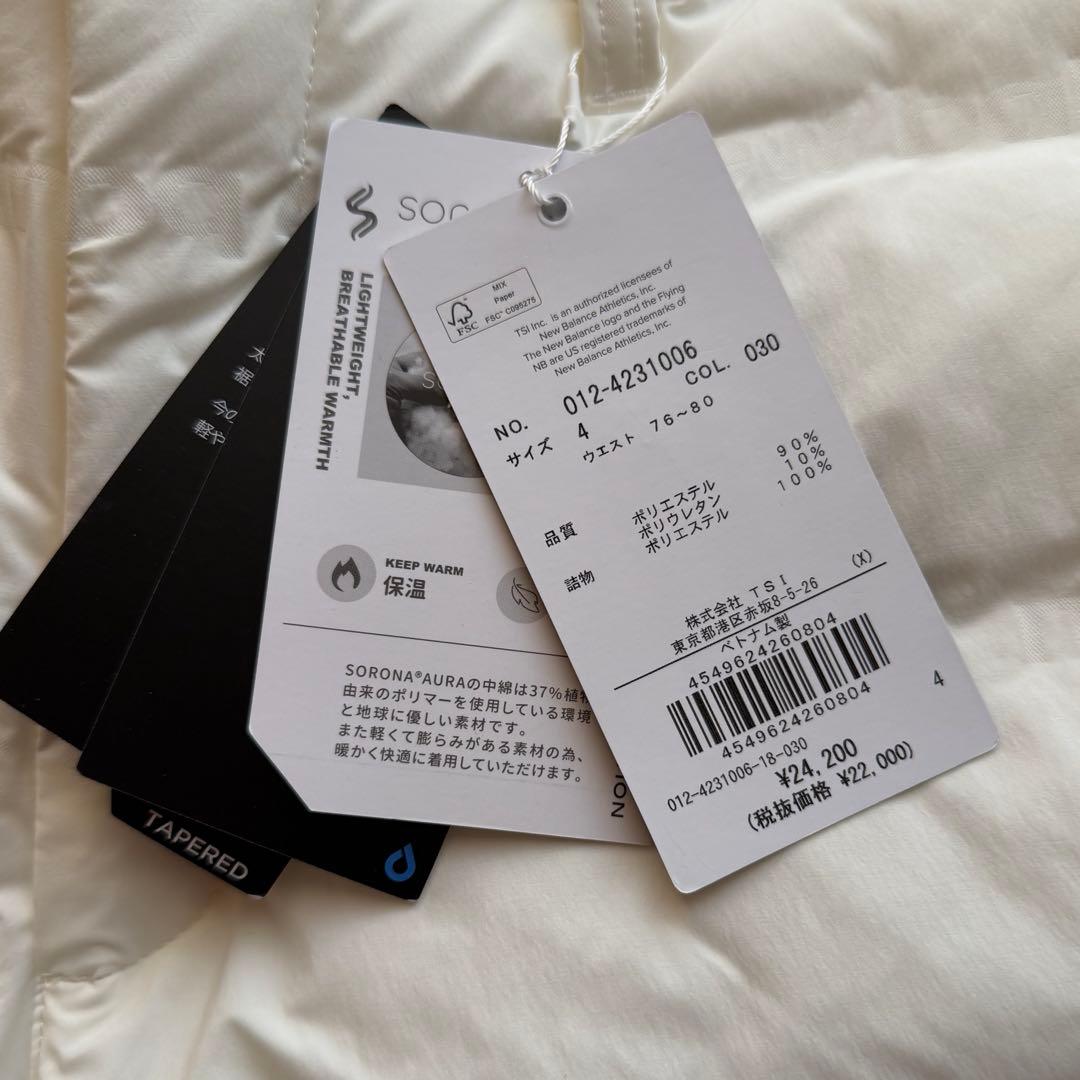 MIX
Paper
FSC™ C095275
FSC
TSI Inc. is an authorized licensees of
New Balance Athletics, Inc.
The New Balance logo and the Flying
NB are US registered trademarks of
New Balance Athletics, Inc.
NO. 012-4231006
COL. 030
サイズ 4
ウエスト 76~80
品質 ポリエステル 90%
ポリウレタン 10%
詰物 ポリエステル 100%
(X)
株式会社 TSI
東京都港区赤坂8-5-26
ベトナム製
4549624260804
4549624260804
4
012-4231006-18-030
¥24,200
(税抜価格 ¥22,000)
LIGHTWEIGHT,
BREATHABLE WARMTH
KEEP WARM
保温
SORONA®AURAの中綿は37%植物
由来のポリマーを使用している環境
と地球に優しい素材です。
また軽くて膨らみがある素材の為、
暖かく快適に着用していただけます。
太
裾
今の
軽や
TAPERED